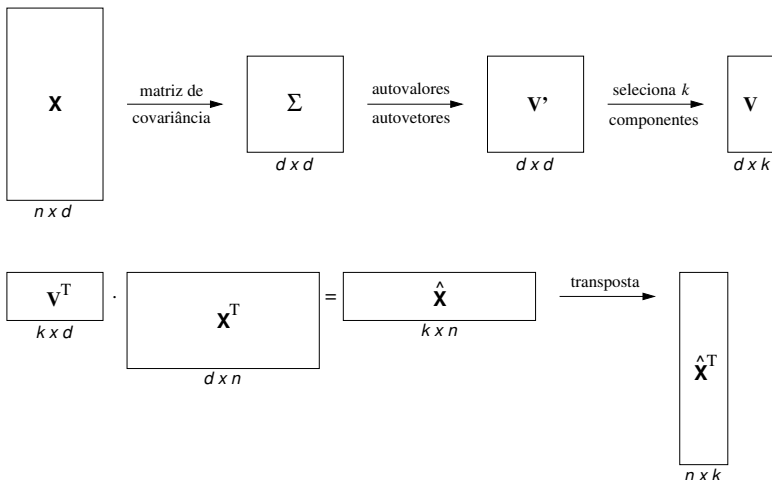 X
n x d
matriz de
covariância
Σ
d x d
autovalores
autovetores
V'
d x d
seleciona k
componentes
V
d x k
V^T
k x d
·
X^T
d x n
=
X̂
k x n
transposta
X̂^T
n x k